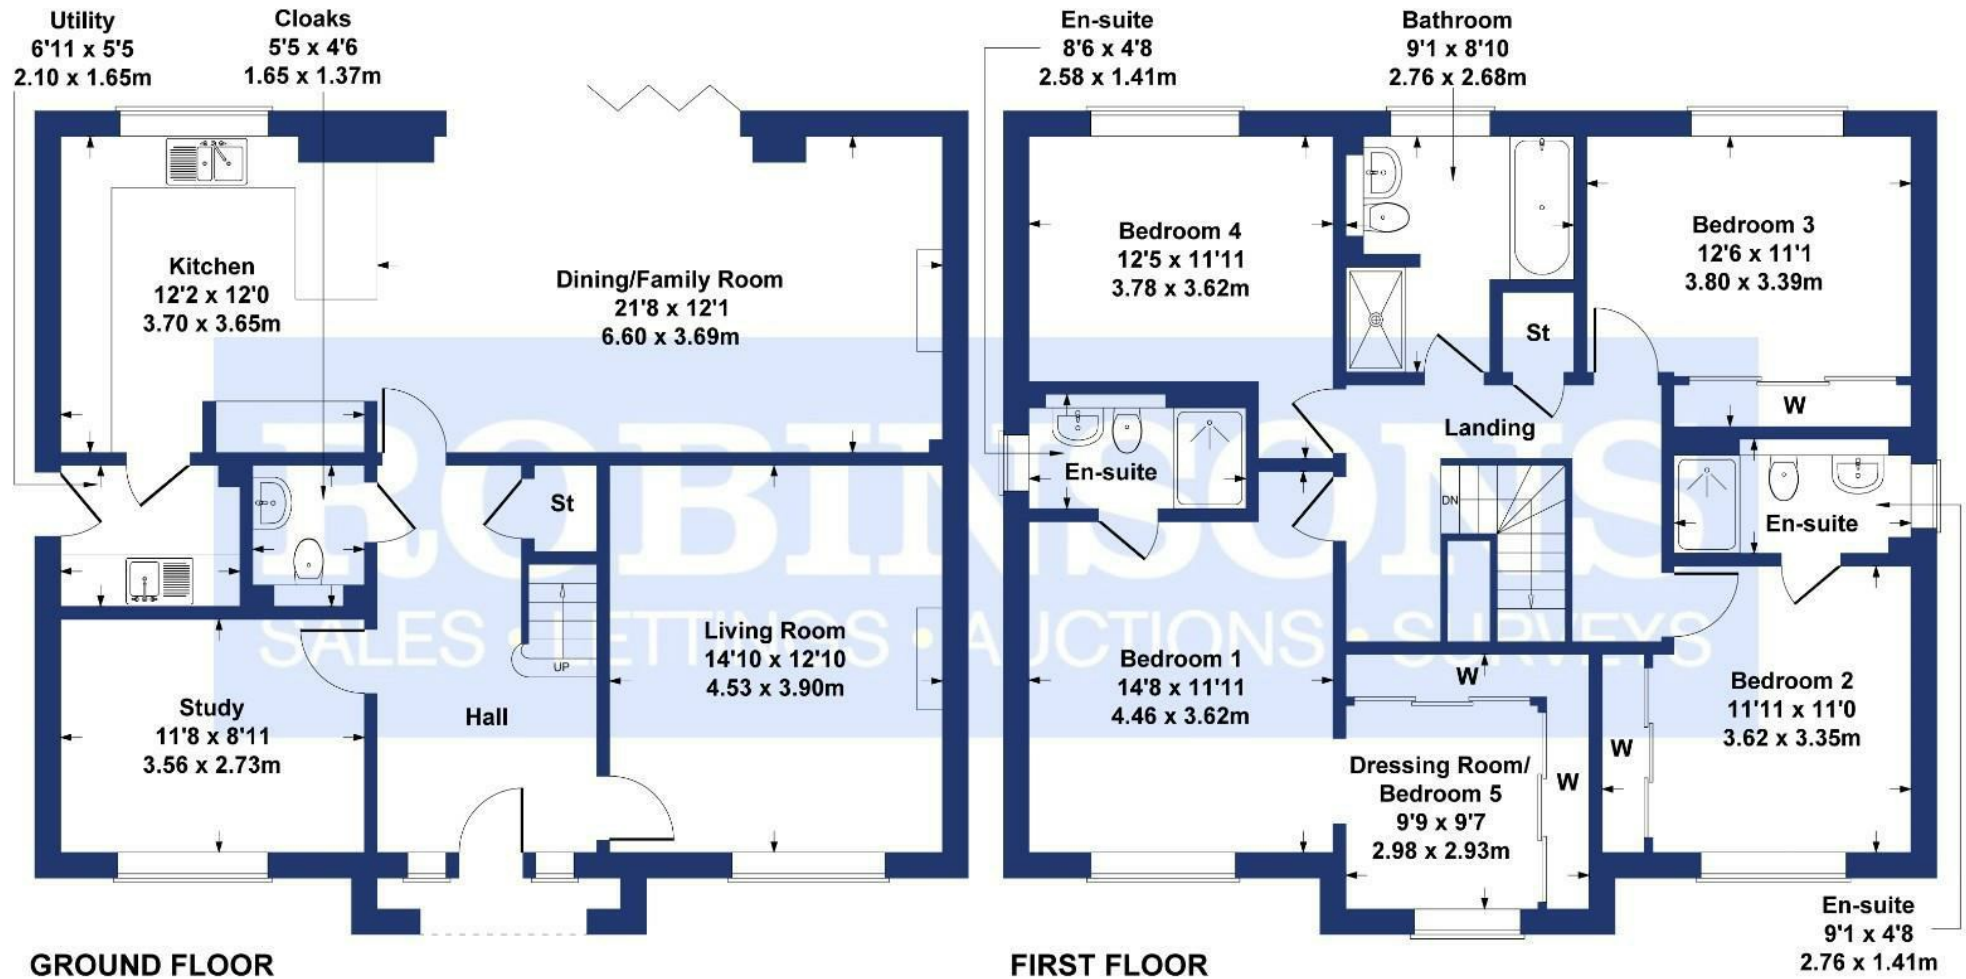 Utility
6'11 x 5'5
2.10 x 1.65m
Cloaks
5'5 x 4'6
1.65 x 1.37m
Kitchen
12'2 x 12'0
3.70 x 3.65m
Dining/Family Room
21'8 x 12'1
6.60 x 3.69m
St
UP
Living Room
14'10 x 12'10
4.53 x 3.90m
Study
11'8 x 8'11
3.56 x 2.73m
Hall
GROUND FLOOR
En-suite
8'6 x 4'8
2.58 x 1.41m
Bathroom
9'1 x 8'10
2.76 x 2.68m
Bedroom 4
12'5 x 11'11
3.78 x 3.62m
Bedroom 3
12'6 x 11'1
3.80 x 3.39m
St
W
Landing
En-suite
DN
En-suite
Bedroom 1
14'8 x 11'11
4.46 x 3.62m
W
Bedroom 2
11'11 x 11'0
3.62 x 3.35m
W
W
Dressing Room/
Bedroom 5
9'9 x 9'7
2.98 x 2.93m
En-suite
9'1 x 4'8
2.76 x 1.41m
FIRST FLOOR
ROBINSONS
SALES • LETTINGS • AUCTIONS • SURVEYS